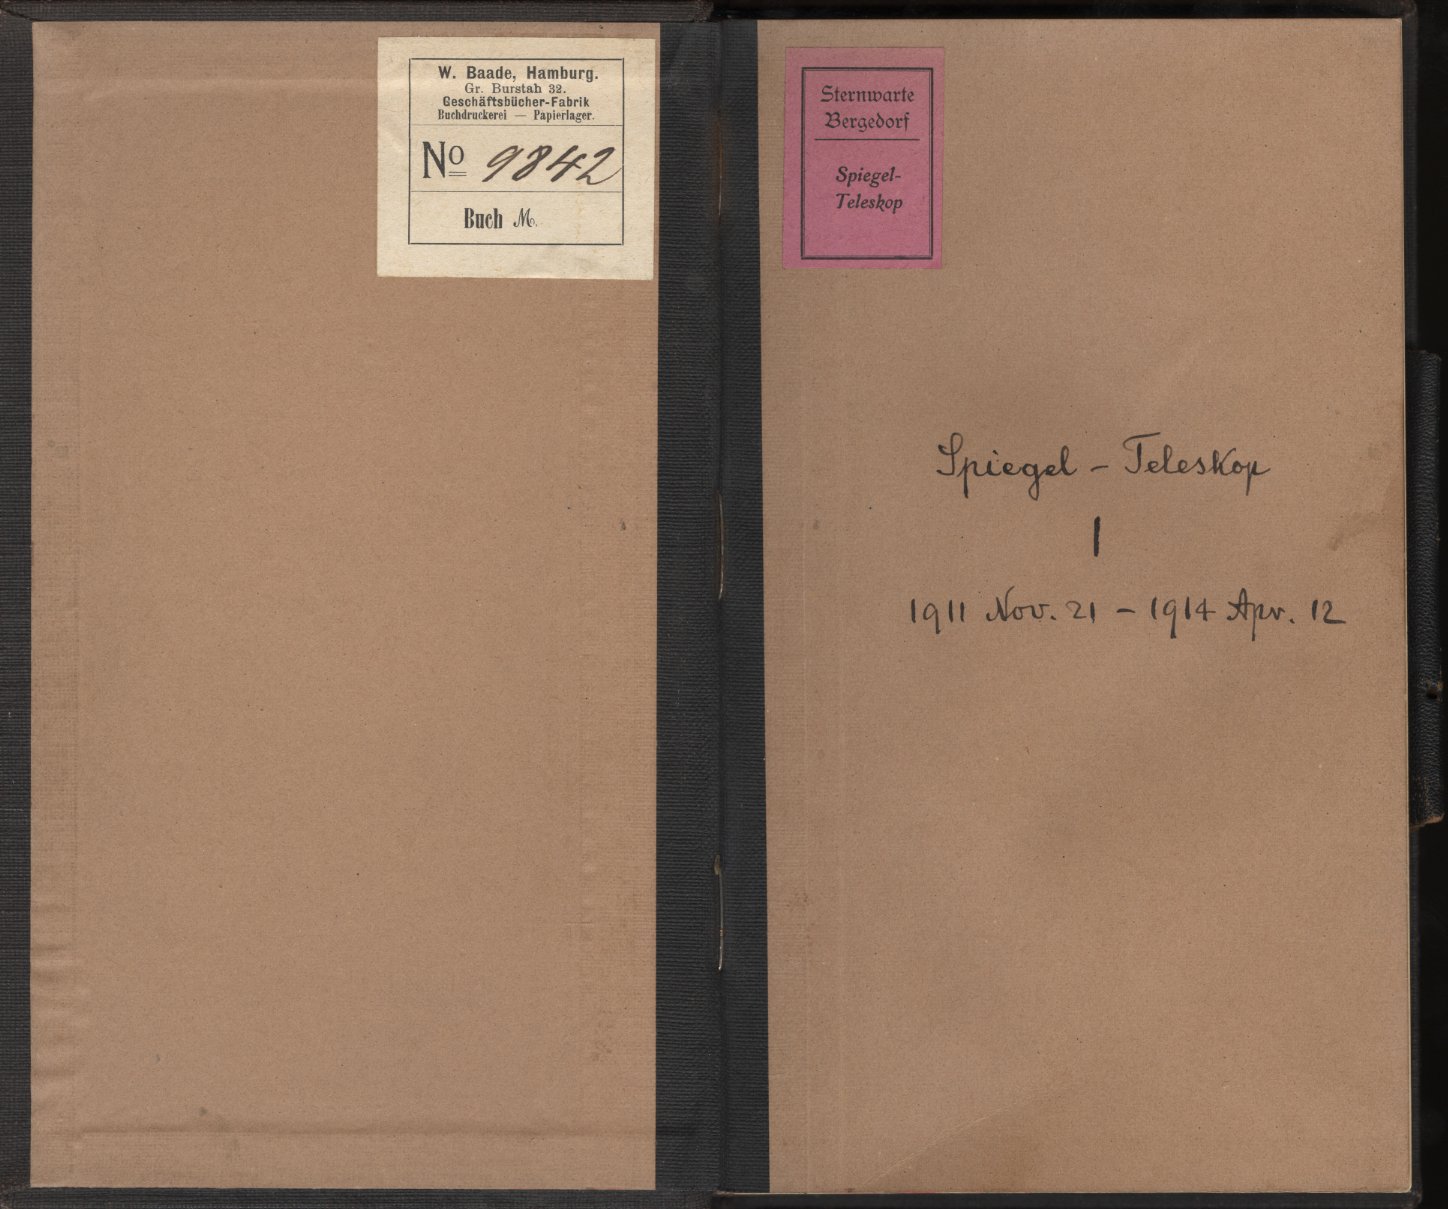 W. Baade, Hamburg.
Gr. Burstah 32.
Geschäftsbücher-Fabrik
Buchdruckerei — Papierlager.
No 9842
Buch M.
Sternwarte
Bergedorf
Spiegel-
Teleskop
Spiegel - Teleskop
I
1911 Nov. 21 - 1914 Apr. 12